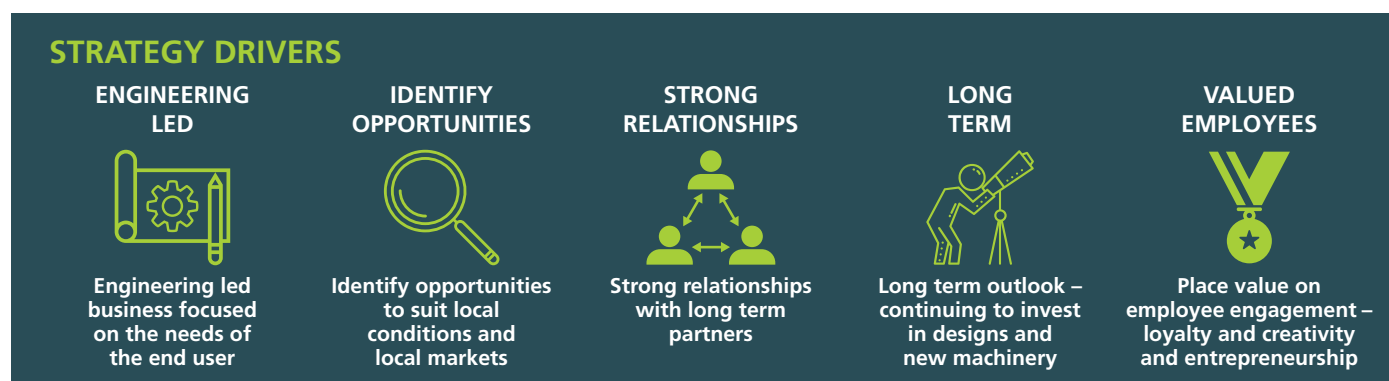 STRATEGY DRIVERS
ENGINEERING
LED
Engineering led
business focused
on the needs of
the end user
IDENTIFY
OPPORTUNITIES
Identify opportunities
to suit local
conditions and
local markets
STRONG
RELATIONSHIPS
Strong relationships
with long term
partners
LONG
TERM
Long term outlook –
continuing to invest
in designs and
new machinery
VALUED
EMPLOYEES
Place value on
employee engagement –
loyalty and creativity
and entrepreneurship